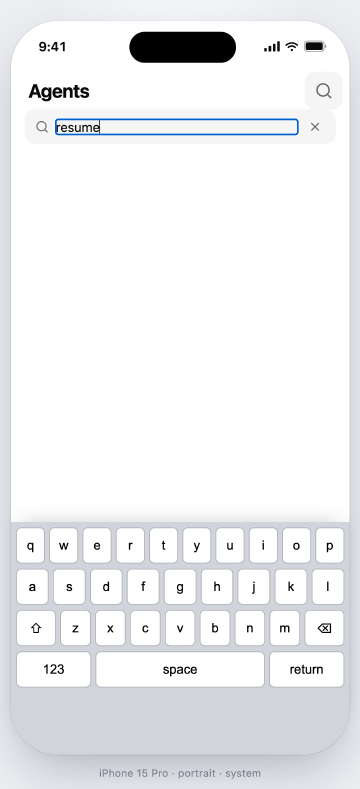 9:41
Agents
resume
q w e r t y u i o p
a s d f g h j k l
z x c v b n m
123 space return
iPhone 15 Pro · portrait · system